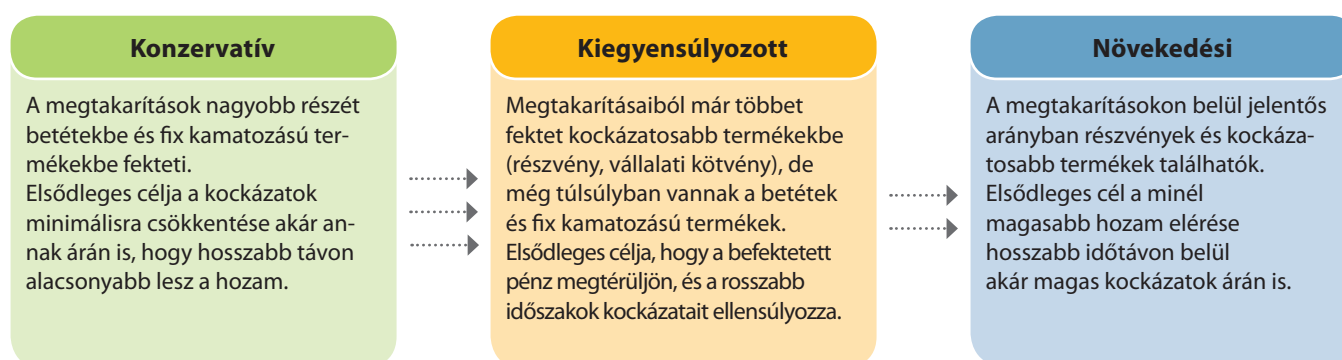 Konzervatív
A megtakarítások nagyobb részét
betétekbe és fix kamatozású ter-
mékekbe fekteti.
Elsődleges célja a kockázatok
minimálisra csökkentése akár an-
nak árán is, hogy hosszabb távon
alacsonyabb lesz a hozam.
Kiegyensúlyozott
Megtakarításaiból már többet
fektet kockázatosabb termékekbe
(részvény, vállalati kötvény), de
még túlsúlyban vannak a betétek
és fix kamatozású termékek.
Elsődleges célja, hogy a befektetett
pénz megtérüljön, és a rosszabb
időszakok kockázatait ellensúlyozza.
Növekedési
A megtakarításokon belül jelentős
arányban részvények és kocká­za-
tosabb termékek találhatók.
Elsődleges cél a minél
magasabb hozam elérése
hosszabb időtávon belül
akár magas kockázatok árán is.